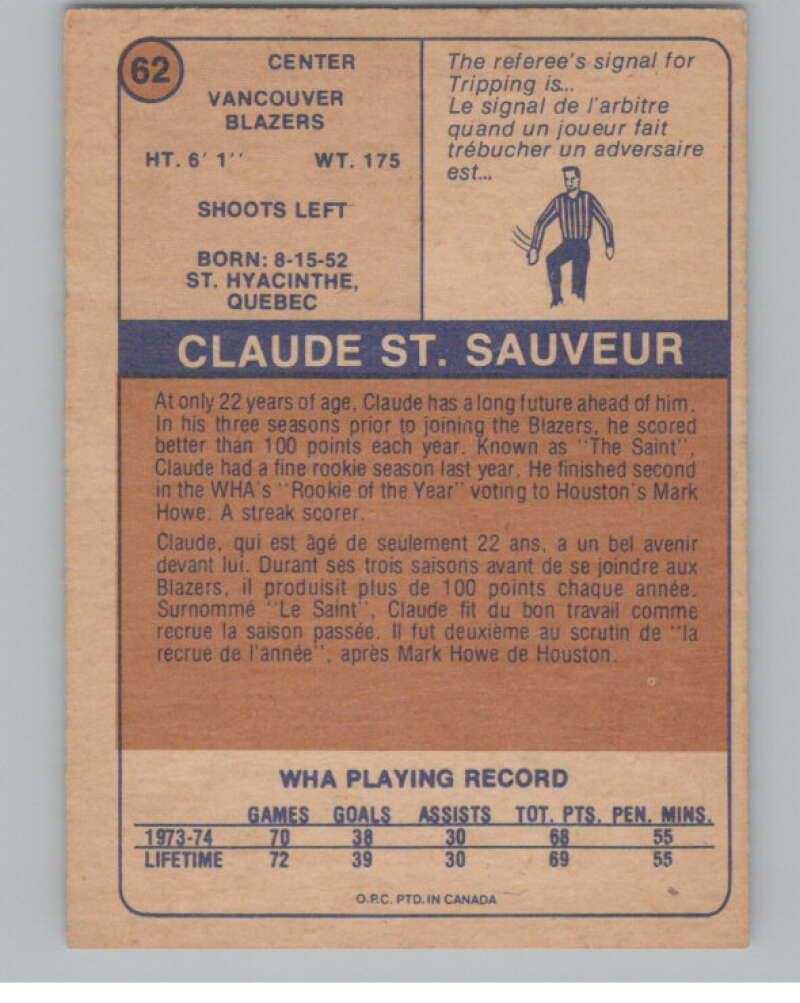 62
CENTER
VANCOUVER
BLAZERS
HT. 6' 1'' WT. 175
SHOOTS LEFT
BORN: 8-15-52
ST. HYACINTHE,
QUEBEC
The referee's signal for
Tripping is...
Le signal de l'arbitre
quand un joueur fait
trébucher un adversaire
est...
CLAUDE ST. SAUVEUR
At only 22 years of age, Claude has a long future ahead of him.
In his three seasons prior to joining the Blazers, he scored
better than 100 points each year. Known as "The Saint",
Claude had a fine rookie season last year. He finished second
in the WHA's "Rookie of the Year" voting to Houston's Mark
Howe. A streak scorer.
Claude, qui est âgé de seulement 22 ans, a un bel avenir
devant lui. Durant ses trois saisons avant de se joindre aux
Blazers, il produisit plus de 100 points chaque année.
Surnommé "Le Saint", Claude fit du bon travail comme
recrue la saison passée. Il fut deuxième au scrutin de "la
recrue de l'année", après Mark Howe de Houston.
WHA PLAYING RECORD
GAMES GOALS ASSISTS TOT. PTS. PEN. MINS.
1973-74 70 38 30 68 55
LIFETIME 72 39 30 69 55
O.P.C. PTD. IN CANADA